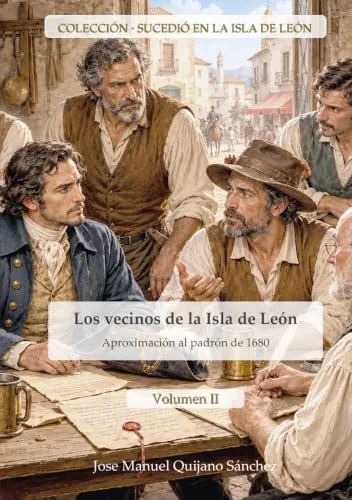 COLECCIÓN - SUCEDIÓ EN LA ISLA DE LEÓN
Los vecinos de la Isla de León
Aproximación al padrón de 1680
Volumen II
Jose Manuel Quijano Sánchez